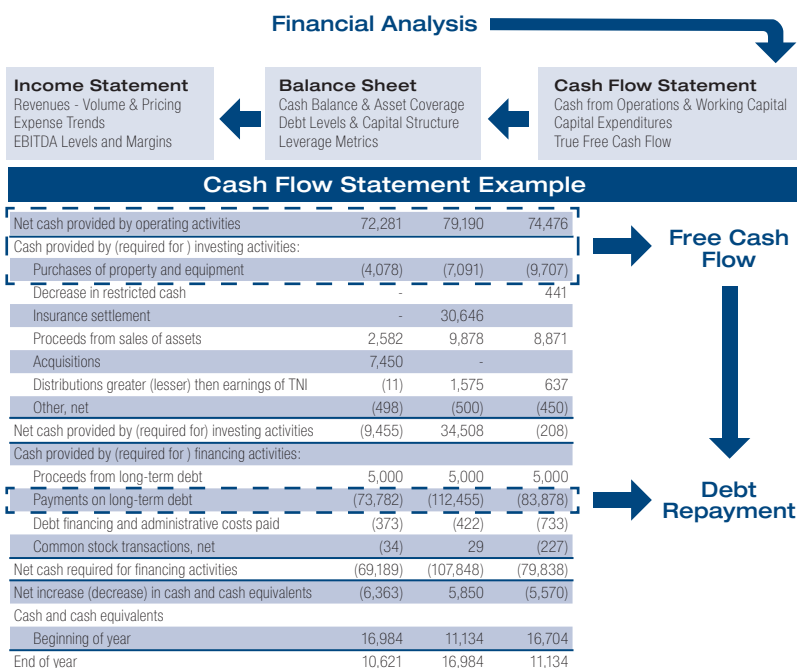 Financial Analysis
Income Statement
Revenues - Volume & Pricing
Expense Trends
EBITDA Levels and Margins
Balance Sheet
Cash Balance & Asset Coverage
Debt Levels & Capital Structure
Leverage Metrics
Cash Flow Statement
Cash from Operations & Working Capital
Capital Expenditures
True Free Cash Flow
Cash Flow Statement Example
Net cash provided by operating activities 72,281 79,190 74,476
Cash provided by (required for ) investing activities:
Purchases of property and equipment (4,078) (7,091) (9,707)
Decrease in restricted cash - 441
Insurance settlement - 30,646
Proceeds from sales of assets 2,582 9,878 8,871
Acquisitions 7,450 -
Distributions greater (lesser) then earnings of TNI (11) 1,575 637
Other, net (498) (500) (450)
Net cash provided by (required for) investing activities (9,455) 34,508 (208)
Cash provided by (required for ) financing activities:
Proceeds from long-term debt 5,000 5,000 5,000
Payments on long-term debt (73,782) (112,455) (83,878)
Debt financing and administrative costs paid (373) (422) (733)
Common stock transactions, net (34) 29 (227)
Net cash required for financing activities (69,189) (107,848) (79,838)
Net increase (decrease) in cash and cash equivalents (6,363) 5,850 (5,570)
Cash and cash equivalents
Beginning of year 16,984 11,134 16,704
End of year 10,621 16,984 11,134
Free Cash
Flow
Debt
Repayment